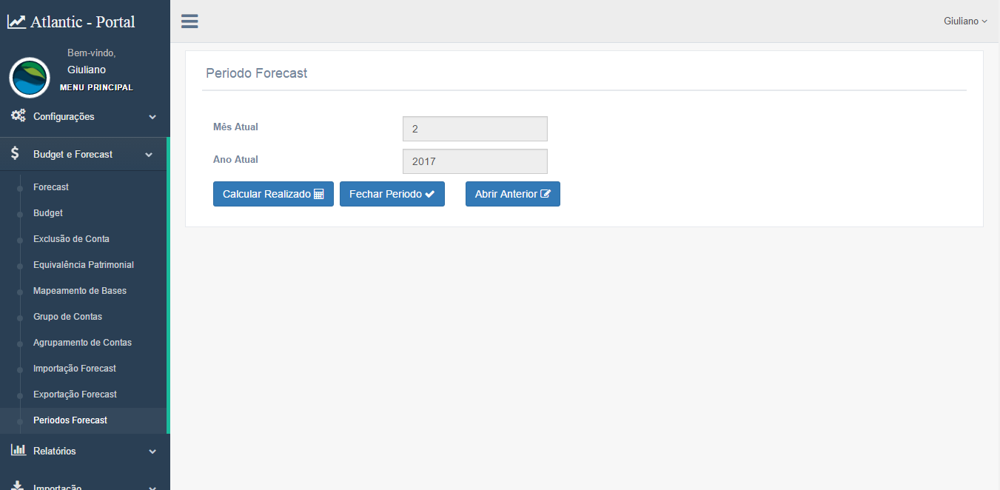 Atlantic - Portal
Giuliano
Bem-vindo,
Giuliano
MENU PRINCIPAL
Configurações
Budget e Forecast
Forecast
Budget
Exclusão de Conta
Equivalência Patrimonial
Mapeamento de Bases
Grupo de Contas
Agrupamento de Contas
Importação Forecast
Exportação Forecast
Periodos Forecast
Relatórios
Importação
Periodo Forecast
Mês Atual 2
Ano Atual 2017
Calcular Realizado Fechar Periodo Abrir Anterior